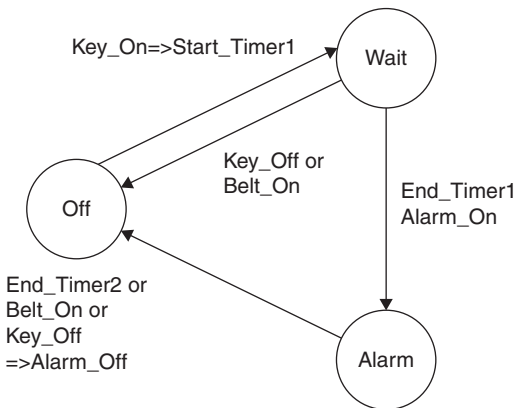 Key_On=>Start_Timer1
Wait
Key_Off or
Belt_On
Off
End_Timer1
Alarm_On
End_Timer2 or
Belt_On or
Key_Off
=>Alarm_Off
Alarm